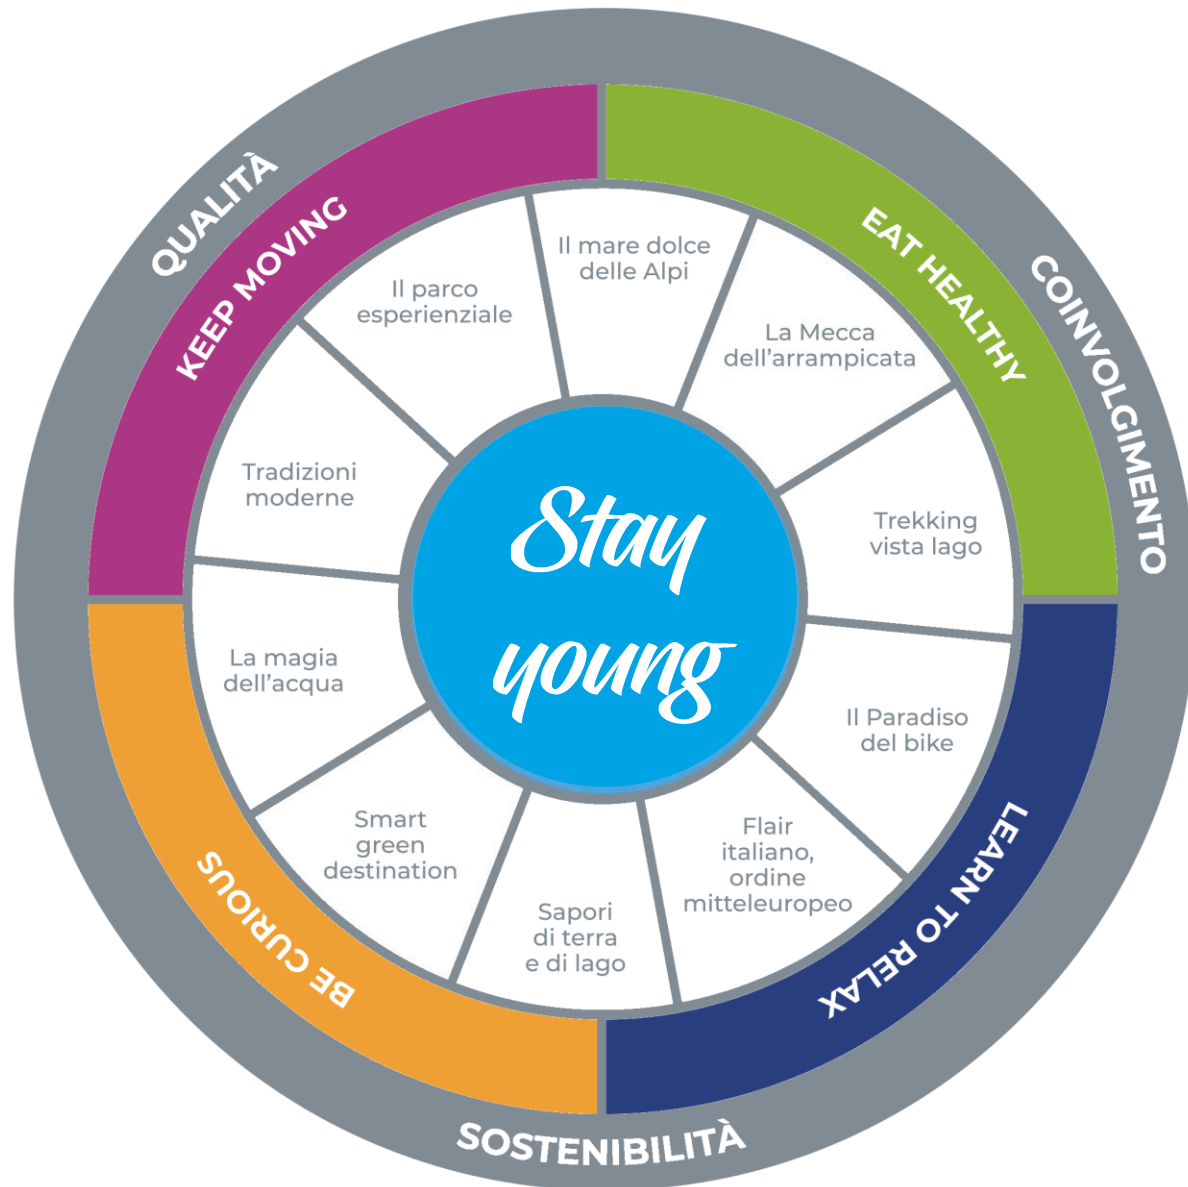 QUALITÀ
COINVOLGIMENTO
SOSTENIBILITÀ
KEEP MOVING
EAT HEALTHY
LEARN TO RELAX
BE CURIOUS
Il mare dolce
delle Alpi
La Mecca
dell’arrampicata
Trekking
vista lago
Il Paradiso
del bike
Flair
italiano,
ordine
mitteleuropeo
Sapori
di terra
e di lago
Smart
green
destination
La magia
dell’acqua
Tradizioni
moderne
Il parco
esperienziale
Stay
young